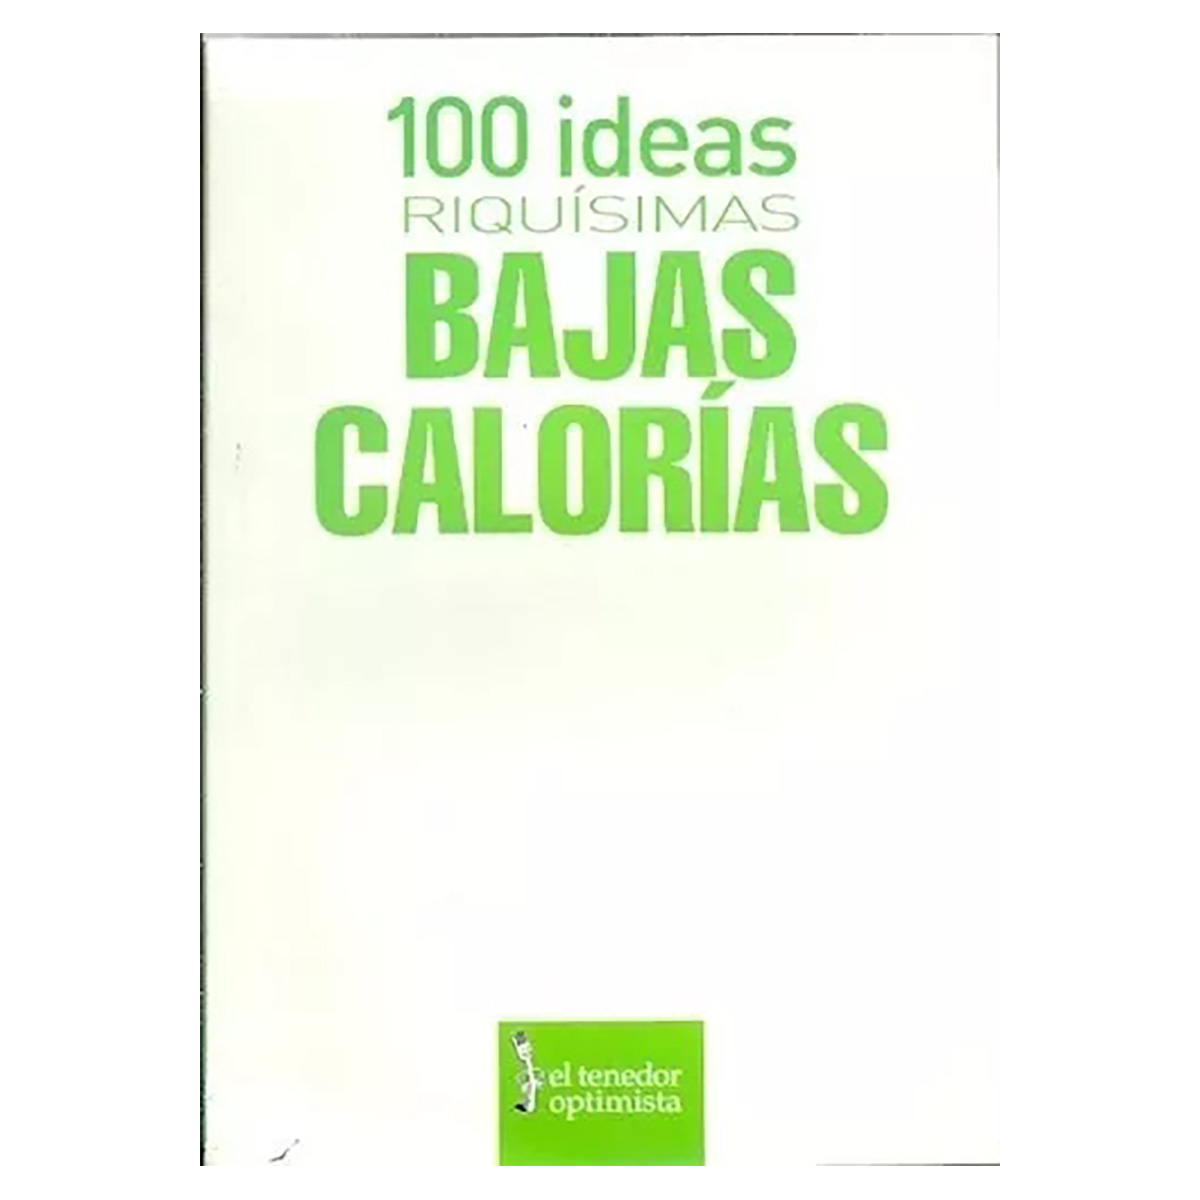 100 ideas
RIQUÍSIMAS
BAJAS
CALORÍAS
el tenedor
optimista